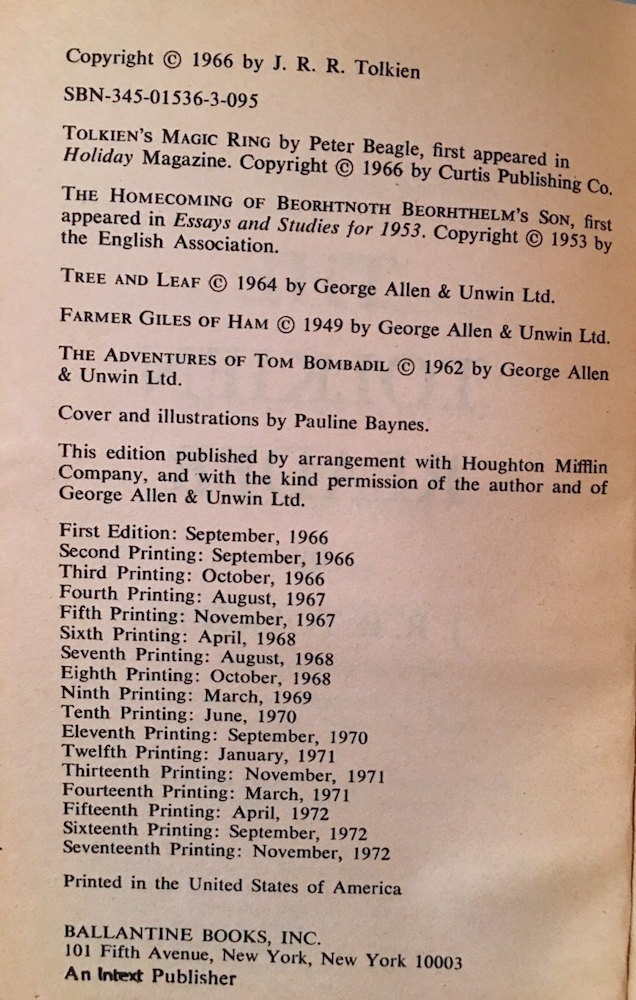 Copyright © 1966 by J. R. R. Tolkien
SBN-345-01536-3-095
TOLKIEN'S MAGIC RING by Peter Beagle, first appeared in
Holiday Magazine. Copyright © 1966 by Curtis Publishing Co.
THE HOMECOMING OF BEORHTNOTH BEORHTHELM'S SON, first
appeared in Essays and Studies for 1953. Copyright © 1953 by
the English Association.
TREE AND LEAF © 1964 by George Allen & Unwin Ltd.
FARMER GILES OF HAM © 1949 by George Allen & Unwin Ltd.
THE ADVENTURES OF TOM BOMBADIL © 1962 by George Allen
& Unwin Ltd.
Cover and illustrations by Pauline Baynes.
This edition published by arrangement with Houghton Mifflin
Company, and with the kind permission of the author and of
George Allen & Unwin Ltd.
First Edition: September, 1966
Second Printing: September, 1966
Third Printing: October, 1966
Fourth Printing: August, 1967
Fifth Printing: November, 1967
Sixth Printing: April, 1968
Seventh Printing: August, 1968
Eighth Printing: October, 1968
Ninth Printing: March, 1969
Tenth Printing: June, 1970
Eleventh Printing: September, 1970
Twelfth Printing: January, 1971
Thirteenth Printing: November, 1971
Fourteenth Printing: March, 1971
Fifteenth Printing: April, 1972
Sixteenth Printing: September, 1972
Seventeenth Printing: November, 1972
Printed in the United States of America
BALLANTINE BOOKS, INC.
101 Fifth Avenue, New York, New York 10003
An Intext Publisher